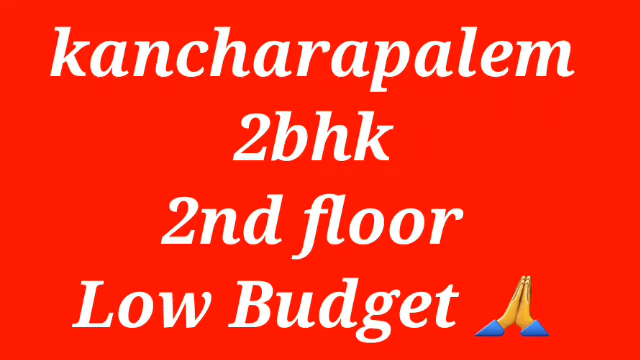 kancharapalem
2bhk
2nd floor
Low Budget 🙏